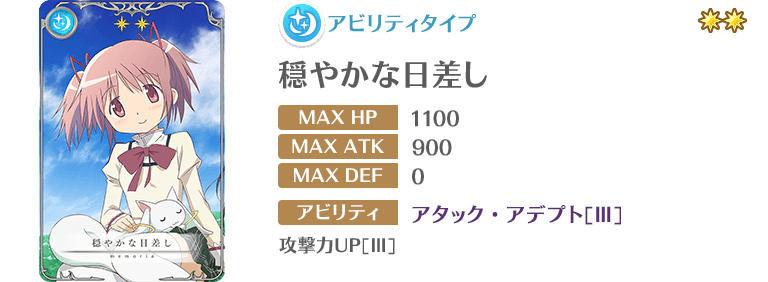 アビリティタイプ
穏やかな日差し
MAX HP 1100
MAX ATK 900
MAX DEF 0
アビリティ アタック・アデプト[Ⅲ]
攻撃力UP[Ⅲ]
穏やかな日差し
memoria